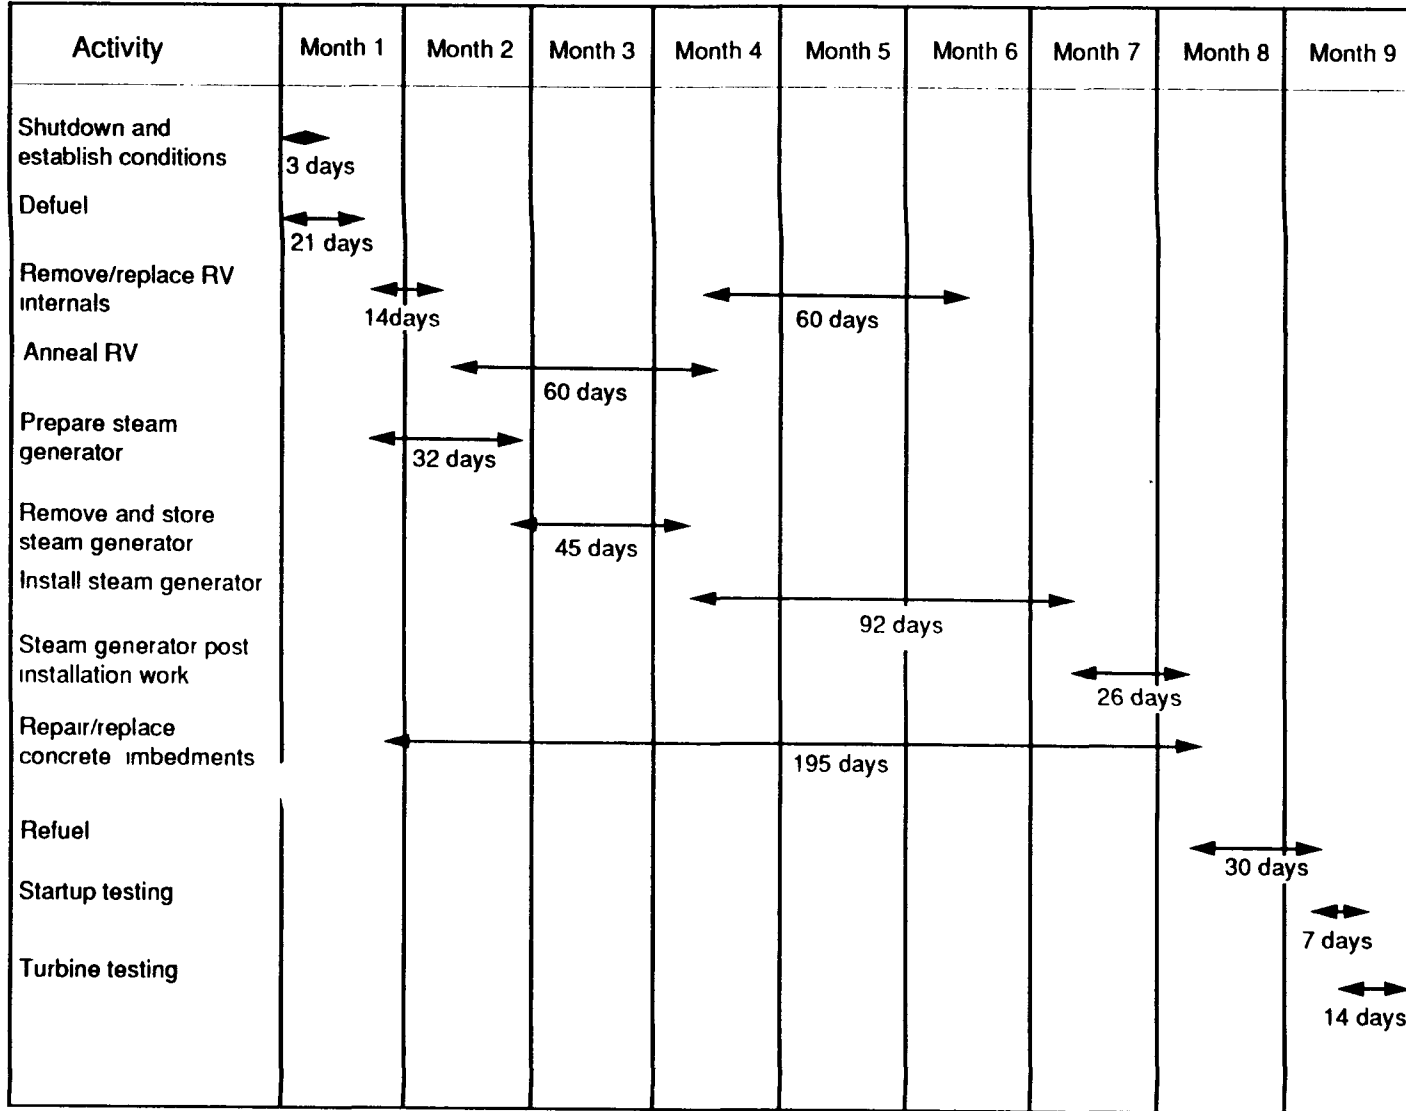 Activity
Month 1
Month 2
Month 3
Month 4
Month 5
Month 6
Month 7
Month 8
Month 9
Shutdown and
establish conditions
3 days
Defuel
21 days
Remove/replace RV
internals
14days
60 days
Anneal RV
60 days
Prepare steam
generator
32 days
Remove and store
steam generator
45 days
Install steam generator
92 days
Steam generator post
installation work
26 days
Repair/replace
concrete imbedments
195 days
Refuel
30 days
Startup testing
7 days
Turbine testing
14 days